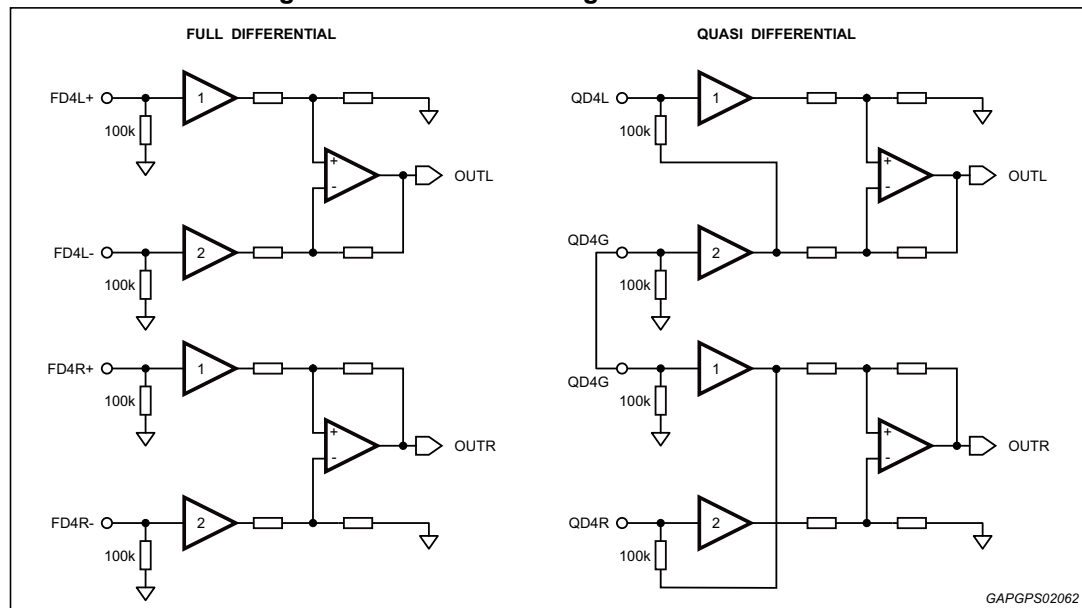 FULL DIFFERENTIAL
FD4L+
1
100k
+
-
OUTL
FD4L-
2
100k
FD4R+
1
100k
+
-
OUTR
FD4R-
2
100k
QUASI DIFFERENTIAL
QD4L
1
100k
+
-
OUTL
QD4G
2
100k
QD4G
1
100k
+
-
OUTR
QD4R
2
100k
GAPGPS02062